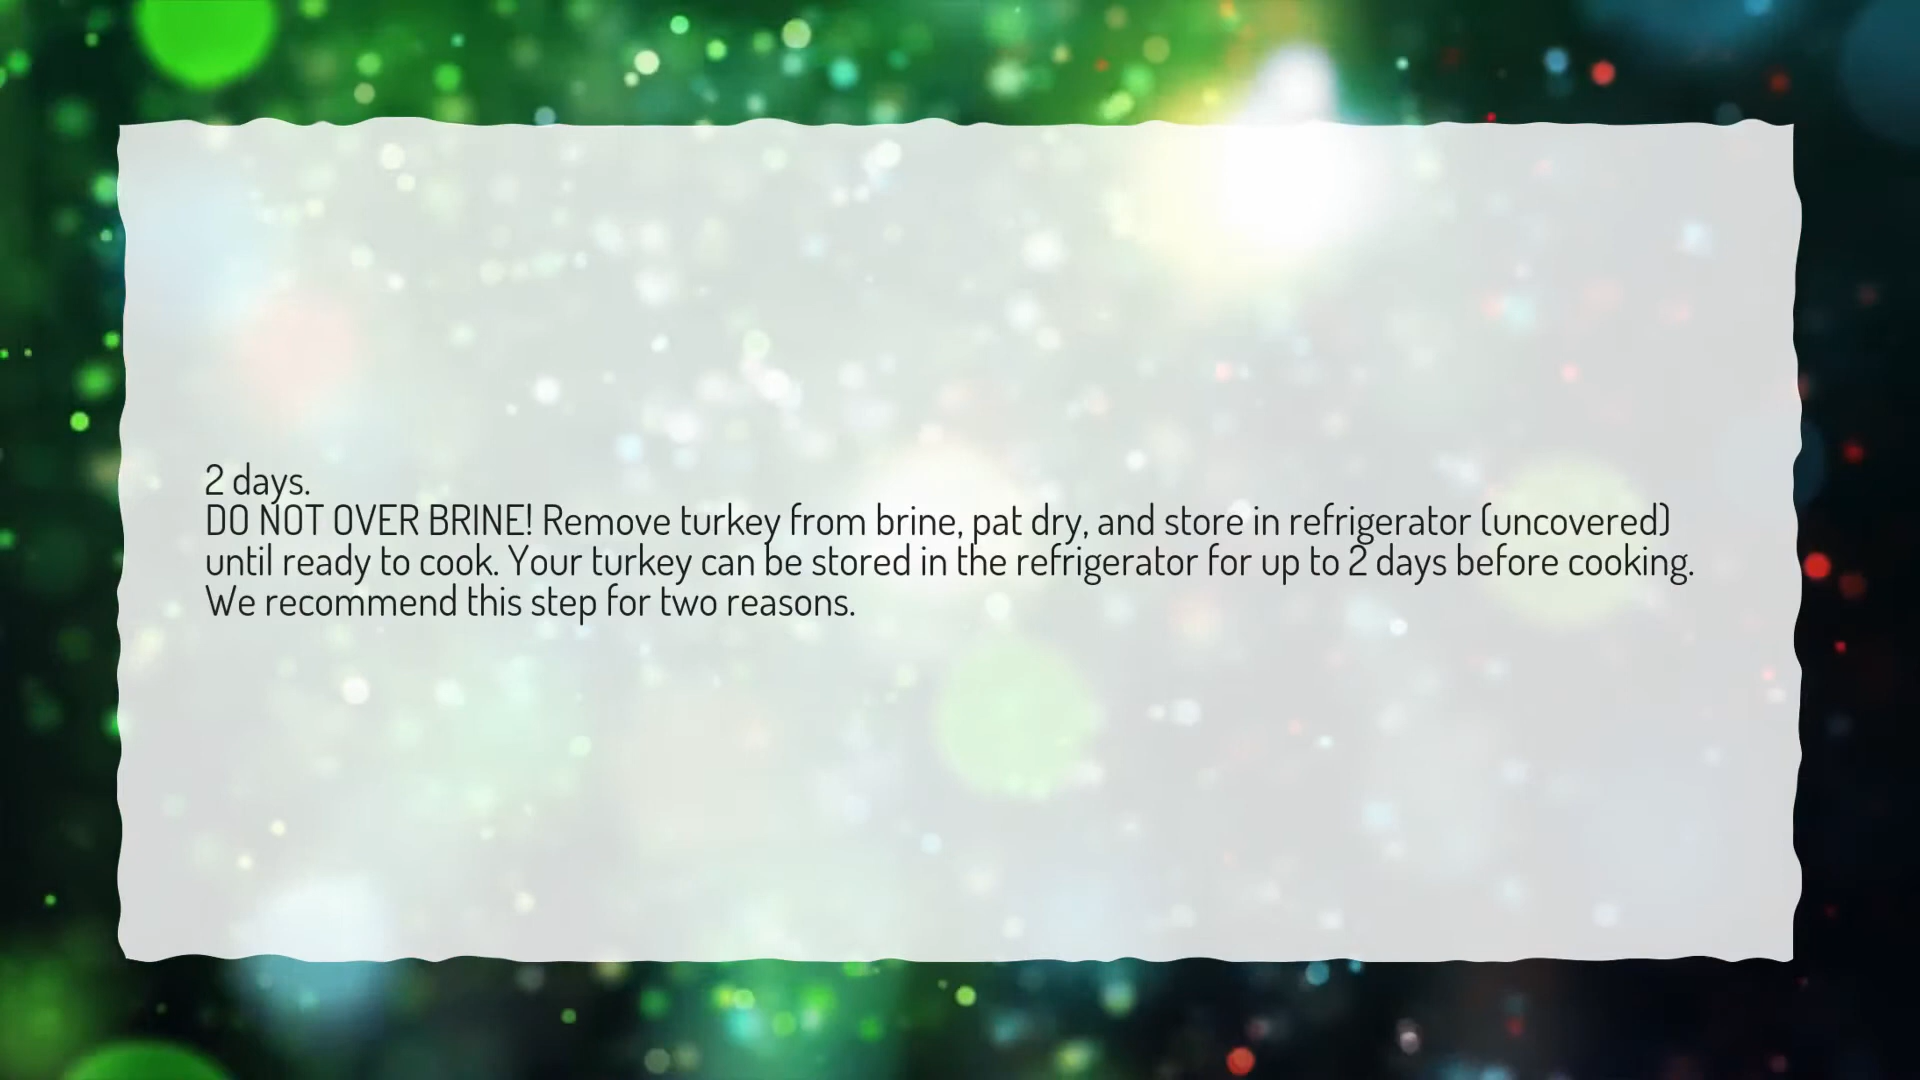 2 days.
DO NOT OVER BRINE! Remove turkey from brine, pat dry, and store in refrigerator (uncovered)
until ready to cook. Your turkey can be stored in the refrigerator for up to 2 days before cooking.
We recommend this step for two reasons.